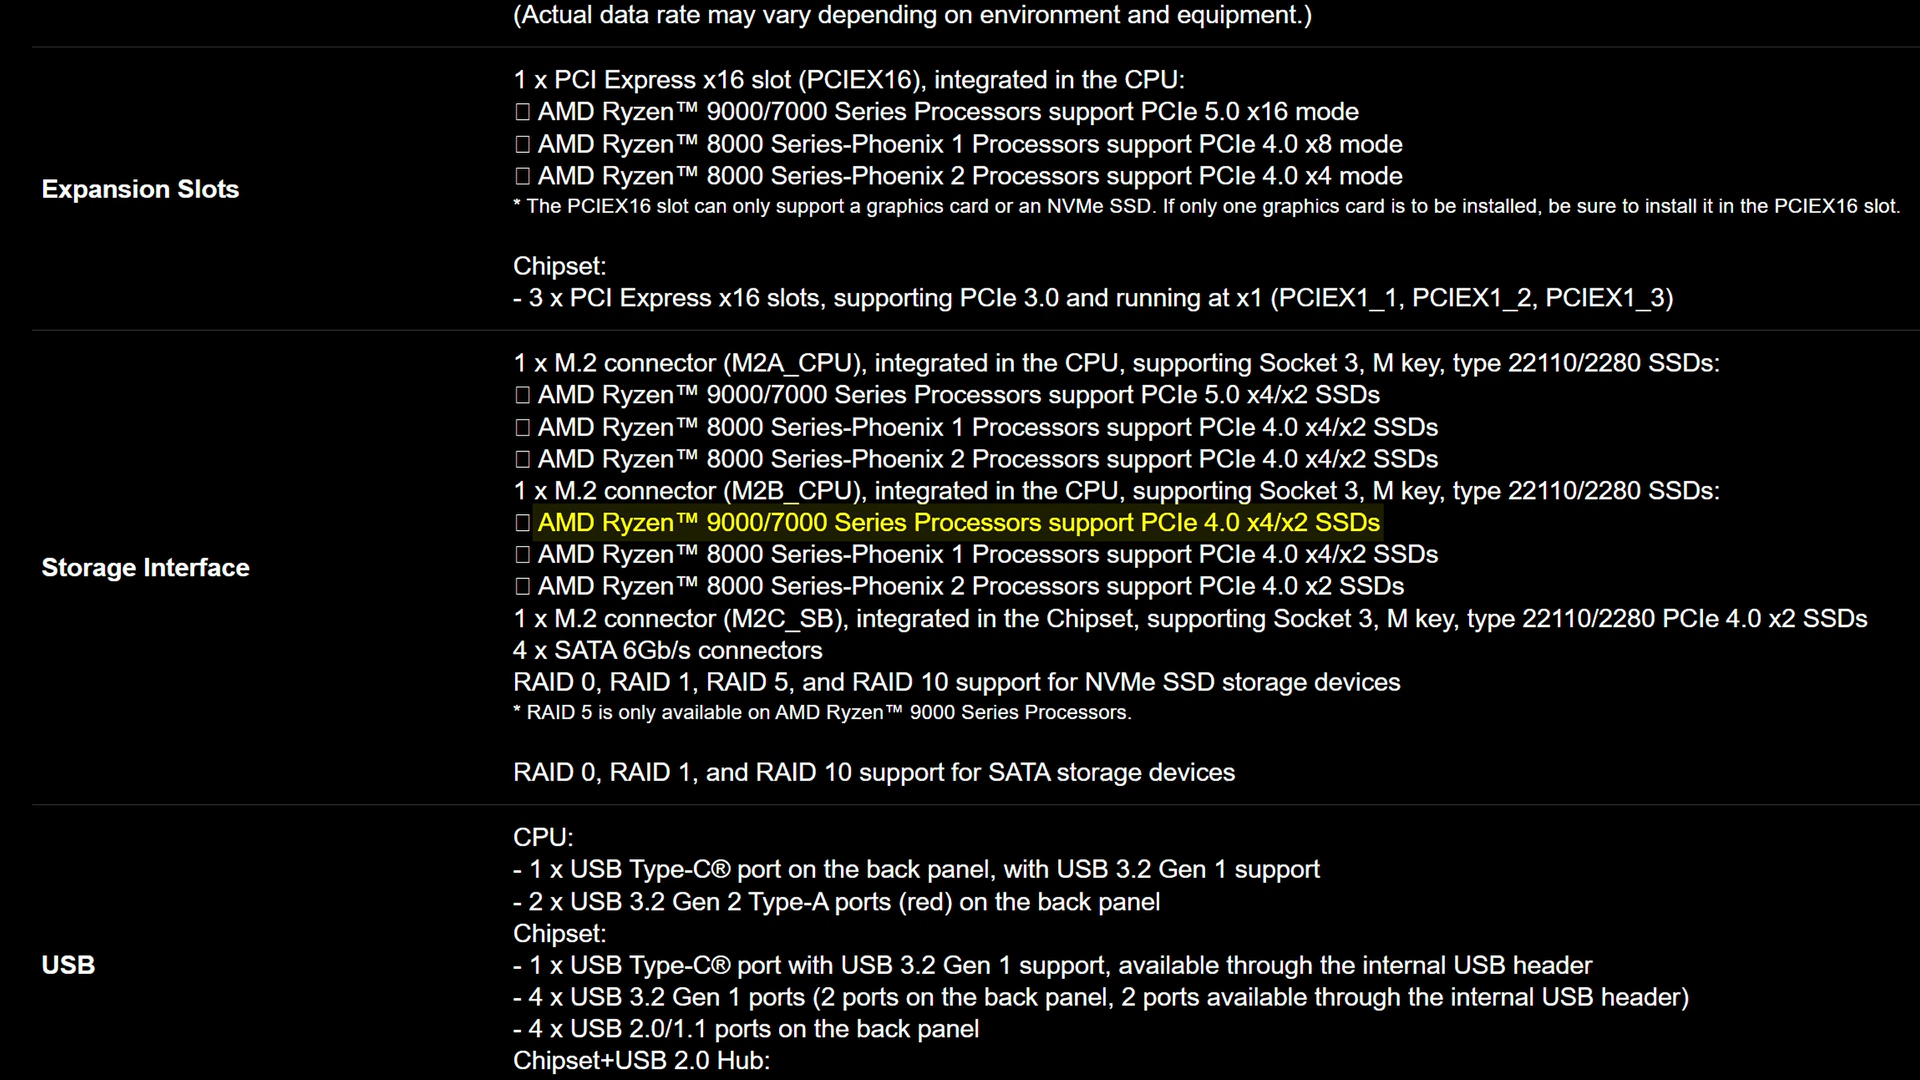 (Actual data rate may vary depending on environment and equipment.)
Expansion Slots
1 x PCI Express x16 slot (PCIEX16), integrated in the CPU:
AMD Ryzen™ 9000/7000 Series Processors support PCIe 5.0 x16 mode
AMD Ryzen™ 8000 Series-Phoenix 1 Processors support PCIe 4.0 x8 mode
AMD Ryzen™ 8000 Series-Phoenix 2 Processors support PCIe 4.0 x4 mode
* The PCIEX16 slot can only support a graphics card or an NVMe SSD. If only one graphics card is to be installed, be sure to install it in the PCIEX16 slot.
Chipset:
- 3 x PCI Express x16 slots, supporting PCIe 3.0 and running at x1 (PCIEX1_1, PCIEX1_2, PCIEX1_3)
Storage Interface
1 x M.2 connector (M2A_CPU), integrated in the CPU, supporting Socket 3, M key, type 22110/2280 SSDs:
AMD Ryzen™ 9000/7000 Series Processors support PCIe 5.0 x4/x2 SSDs
AMD Ryzen™ 8000 Series-Phoenix 1 Processors support PCIe 4.0 x4/x2 SSDs
AMD Ryzen™ 8000 Series-Phoenix 2 Processors support PCIe 4.0 x4/x2 SSDs
1 x M.2 connector (M2B_CPU), integrated in the CPU, supporting Socket 3, M key, type 22110/2280 SSDs:
AMD Ryzen™ 9000/7000 Series Processors support PCIe 4.0 x4/x2 SSDs
AMD Ryzen™ 8000 Series-Phoenix 1 Processors support PCIe 4.0 x4/x2 SSDs
AMD Ryzen™ 8000 Series-Phoenix 2 Processors support PCIe 4.0 x2 SSDs
1 x M.2 connector (M2C_SB), integrated in the Chipset, supporting Socket 3, M key, type 22110/2280 PCIe 4.0 x2 SSDs
4 x SATA 6Gb/s connectors
RAID 0, RAID 1, RAID 5, and RAID 10 support for NVMe SSD storage devices
* RAID 5 is only available on AMD Ryzen™ 9000 Series Processors.
RAID 0, RAID 1, and RAID 10 support for SATA storage devices
USB
CPU:
- 1 x USB Type-C® port on the back panel, with USB 3.2 Gen 1 support
- 2 x USB 3.2 Gen 2 Type-A ports (red) on the back panel
Chipset:
- 1 x USB Type-C® port with USB 3.2 Gen 1 support, available through the internal USB header
- 4 x USB 3.2 Gen 1 ports (2 ports on the back panel, 2 ports available through the internal USB header)
- 4 x USB 2.0/1.1 ports on the back panel
Chipset+USB 2.0 Hub: